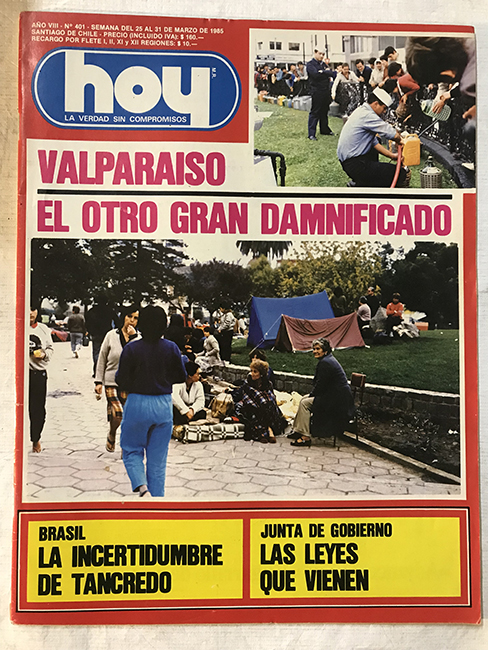 AÑO VIII - N° 401 - SEMANA DEL 25 AL 31 DE MARZO DE 1985
SANTIAGO DE CHILE - PRECIO (INCLUIDO IVA): $ 160.—
RECARGO POR FLETE I, II, XI y XII REGIONES: $ 10.—
hoy
M.R.
LA VERDAD SIN COMPROMISOS
VALPARAISO
EL OTRO GRAN DAMNIFICADO
BRASIL
LA INCERTIDUMBRE
DE TANCREDO
JUNTA DE GOBIERNO
LAS LEYES
QUE VIENEN